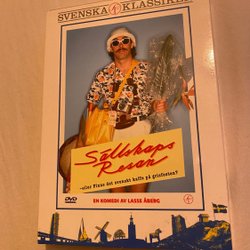 SVENSKA KLASSIKER
Sällskaps
Resan
-eller Finns det svenskt kaffe på grisfesten?
DVD
EN KOMEDI AV LASSE ÅBERG